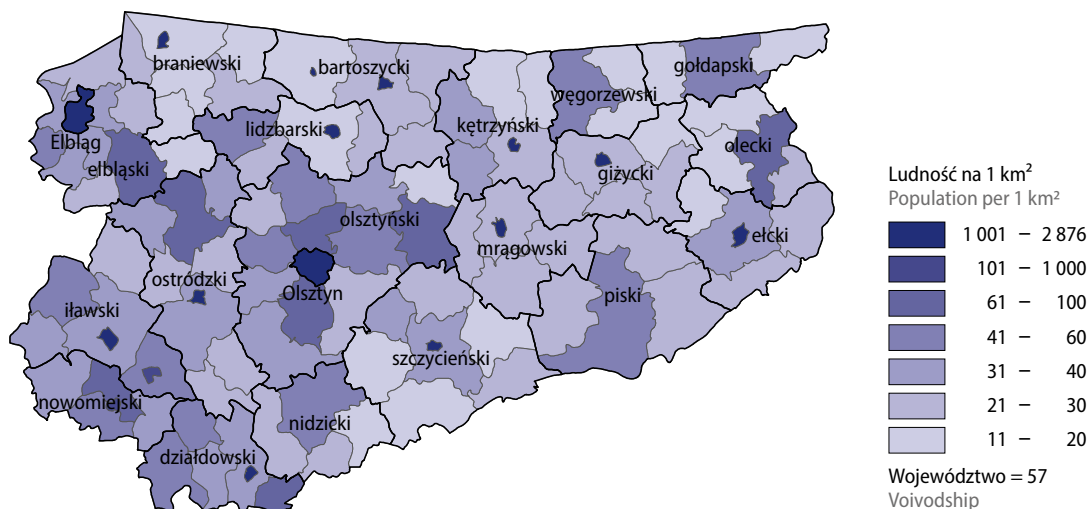 braniewski
bartoszycki
gołdapski
węgorzewski
lidzbarski
kętrzyński
olecki
Elbląg
elbląski
giżycki
olsztyński
mrągowski
ełcki
ostródzki
Olsztyn
piski
iławski
szczycieński
nowomiejski
nidzicki
działdowski
Ludność na 1 km²
Population per 1 km²
1 001 – 2 876
101 – 1 000
61 – 100
41 – 60
31 – 40
21 – 30
11 – 20
Województwo = 57
Voivodship